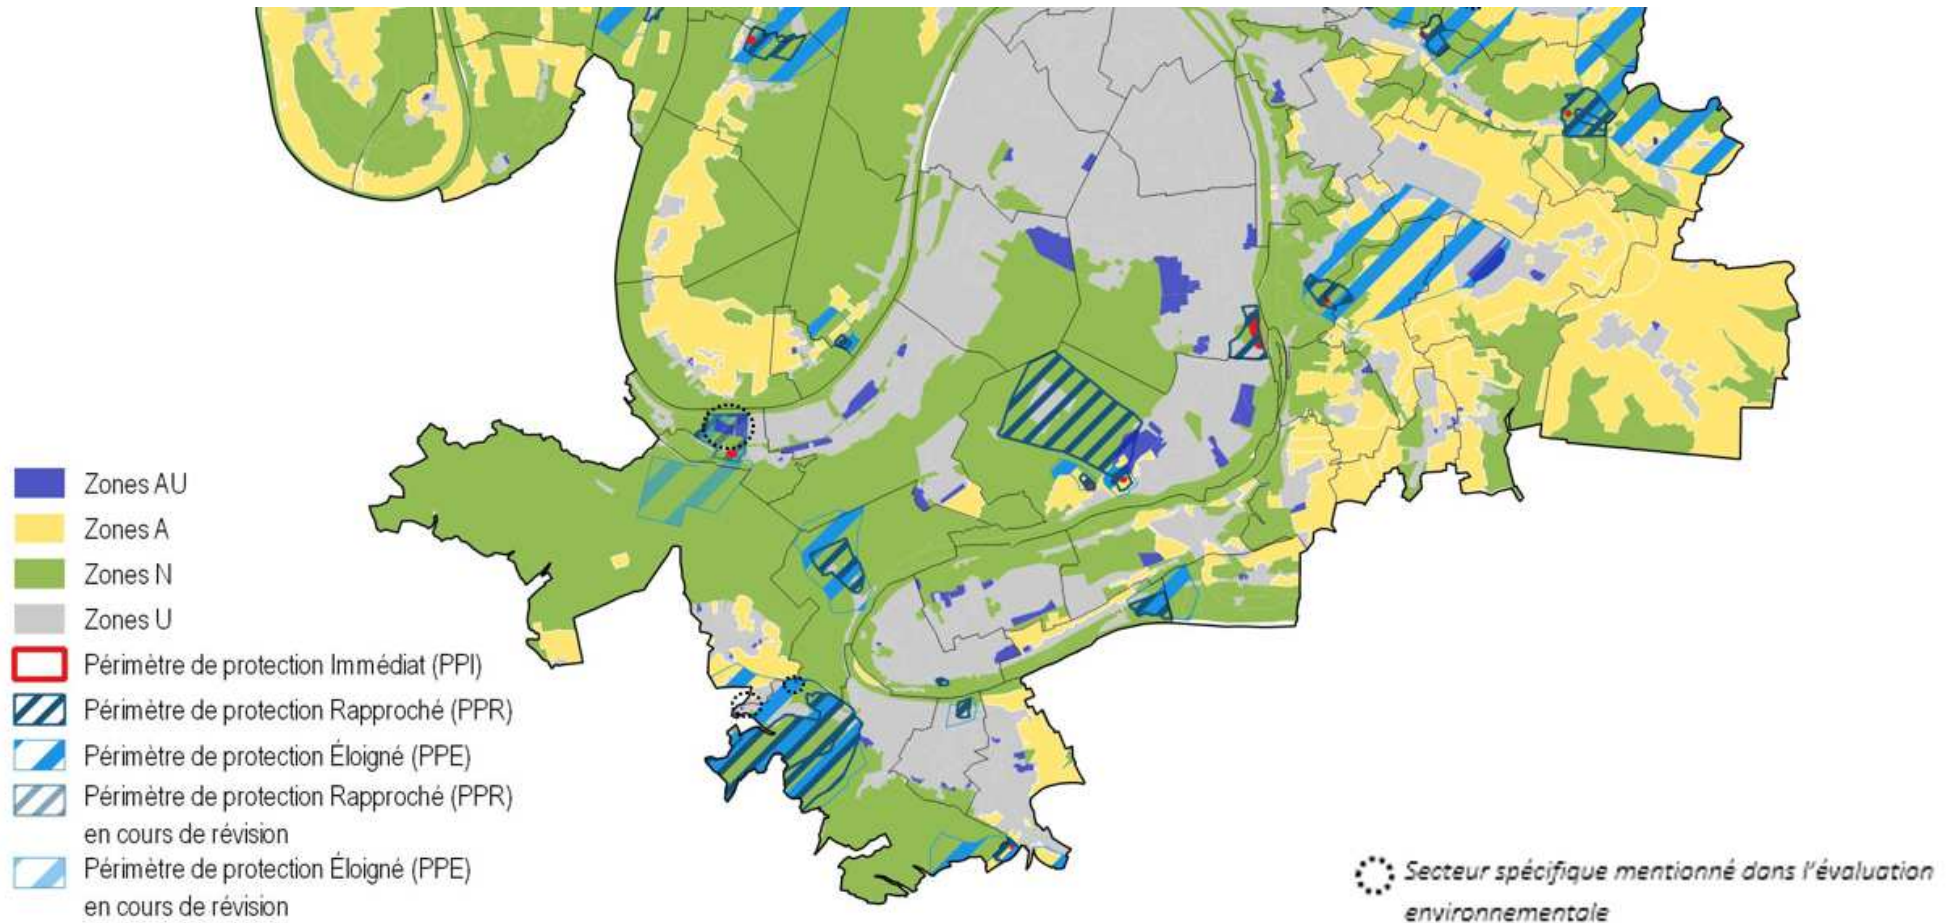 Zones AU
Zones A
Zones N
Zones U
Périmètre de protection Immédiat (PPI)
Périmètre de protection Rapproché (PPR)
Périmètre de protection Éloigné (PPE)
Périmètre de protection Rapproché (PPR)
en cours de révision
Périmètre de protection Éloigné (PPE)
en cours de révision
Secteur spécifique mentionné dans l'évaluation
environnementale